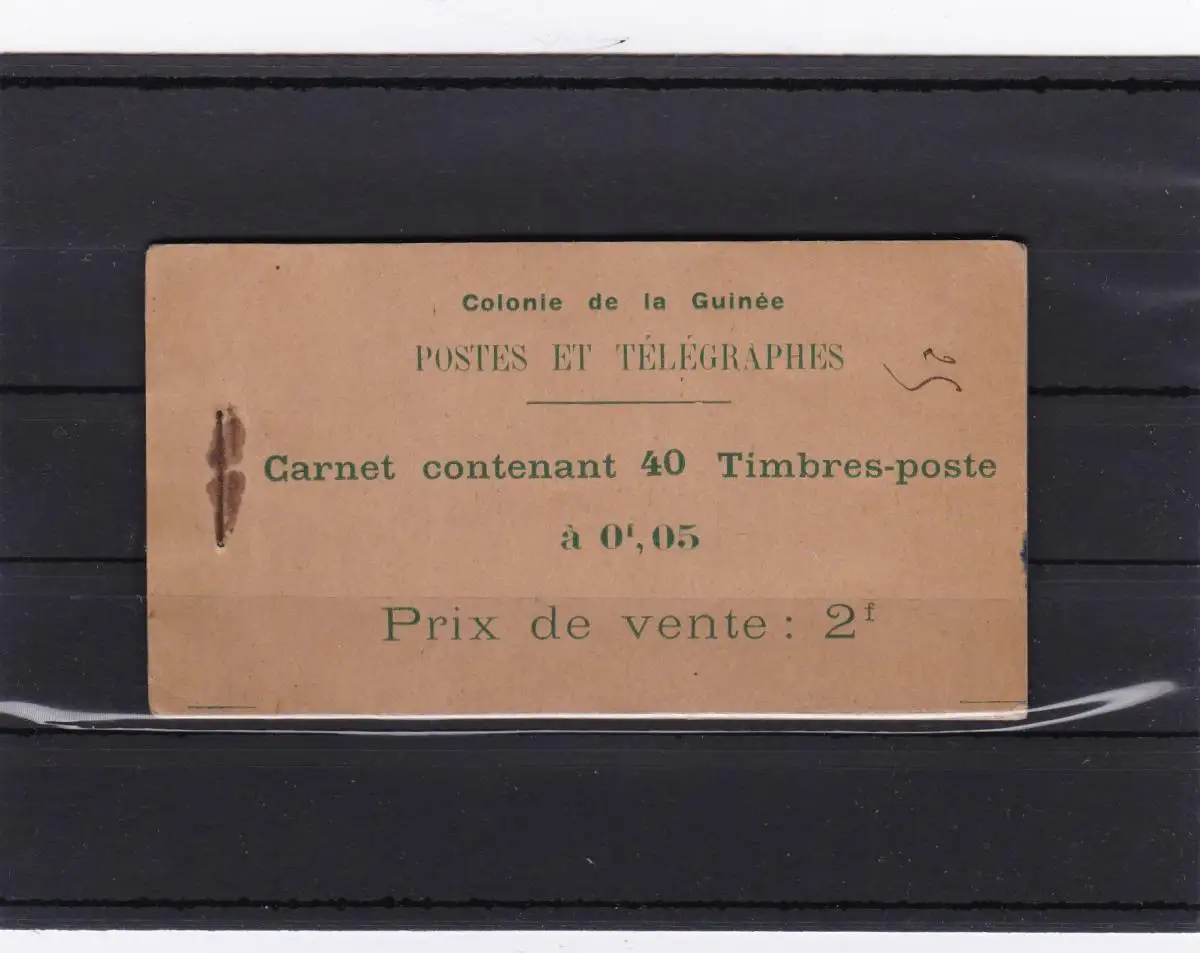 Colonie de la Guinée
POSTES ET TÉLÉGRAPHES
Carnet contenant 40 Timbres-poste
à 0f,05
Prix de vente : 2f